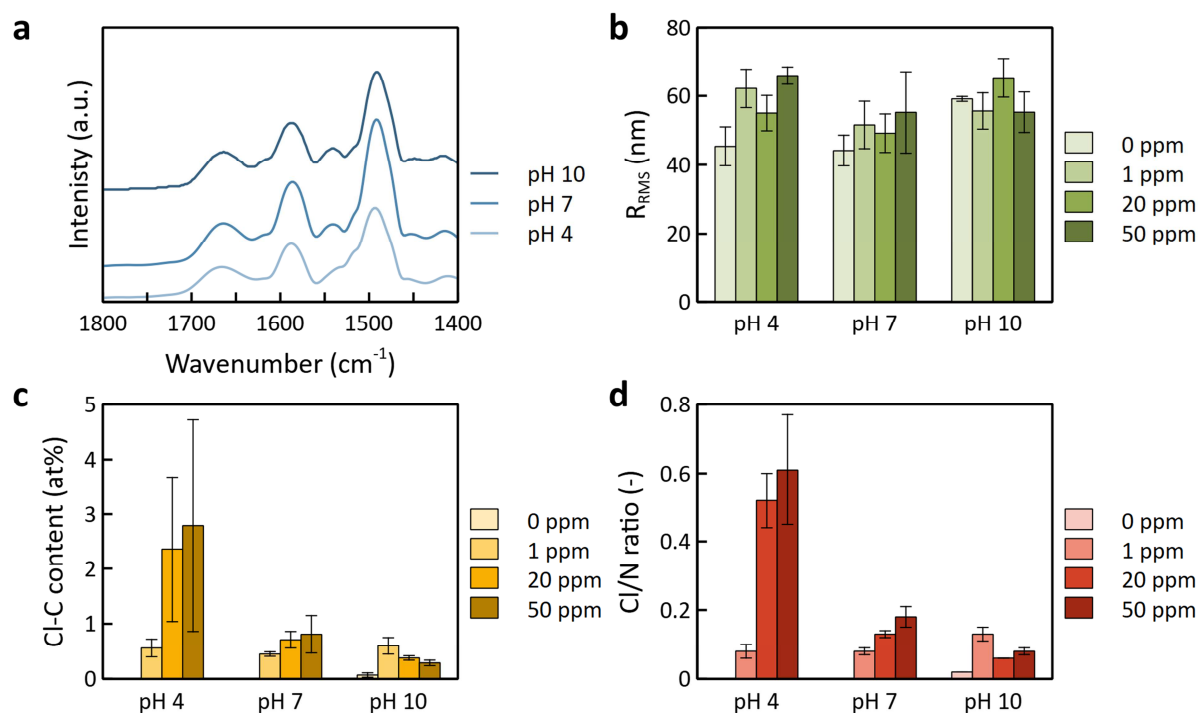 a
Intenisty (a.u.)
pH 10
pH 7
pH 4
1800 1700 1600 1500 1400
Wavenumber (cm⁻¹)
b
R_RMS (nm)
80
60
40
20
0
pH 4 pH 7 pH 10
0 ppm
1 ppm
20 ppm
50 ppm
c
Cl-C content (at%)
5
4
3
2
1
0
pH 4 pH 7 pH 10
0 ppm
1 ppm
20 ppm
50 ppm
d
Cl/N ratio (-)
0.8
0.6
0.4
0.2
0
pH 4 pH 7 pH 10
0 ppm
1 ppm
20 ppm
50 ppm